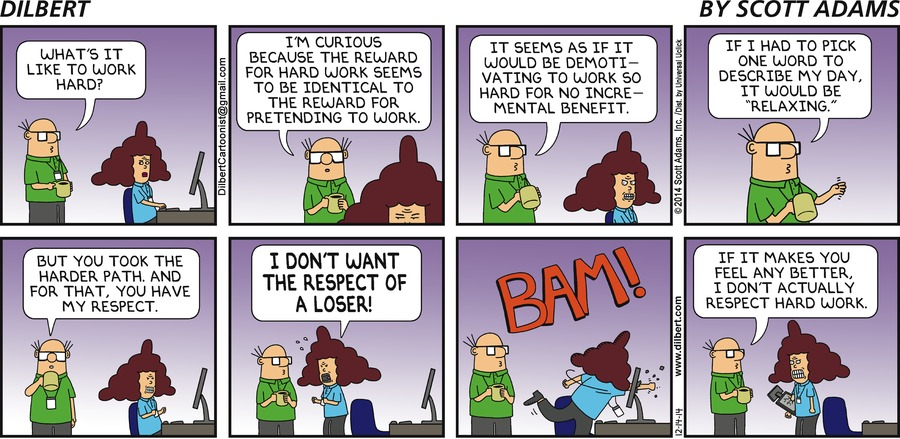 DILBERT
BY SCOTT ADAMS
WHAT'S IT
LIKE TO WORK
HARD?
DilbertCartoonist@gmail.com
I'M CURIOUS
BECAUSE THE REWARD
FOR HARD WORK SEEMS
TO BE IDENTICAL TO
THE REWARD FOR
PRETENDING TO WORK.
IT SEEMS AS IF IT
WOULD BE DEMOTI-
VATING TO WORK SO
HARD FOR NO INCRE-
MENTAL BENEFIT.
© 2014 Scott Adams, Inc. /Dist. by Universal Uclick
IF I HAD TO PICK
ONE WORD TO
DESCRIBE MY DAY,
IT WOULD BE
"RELAXING."
BUT YOU TOOK THE
HARDER PATH. AND
FOR THAT, YOU HAVE
MY RESPECT.
I DON'T WANT
THE RESPECT OF
A LOSER!
BAM!
12-14-14
www.dilbert.com
IF IT MAKES YOU
FEEL ANY BETTER,
I DON'T ACTUALLY
RESPECT HARD WORK.